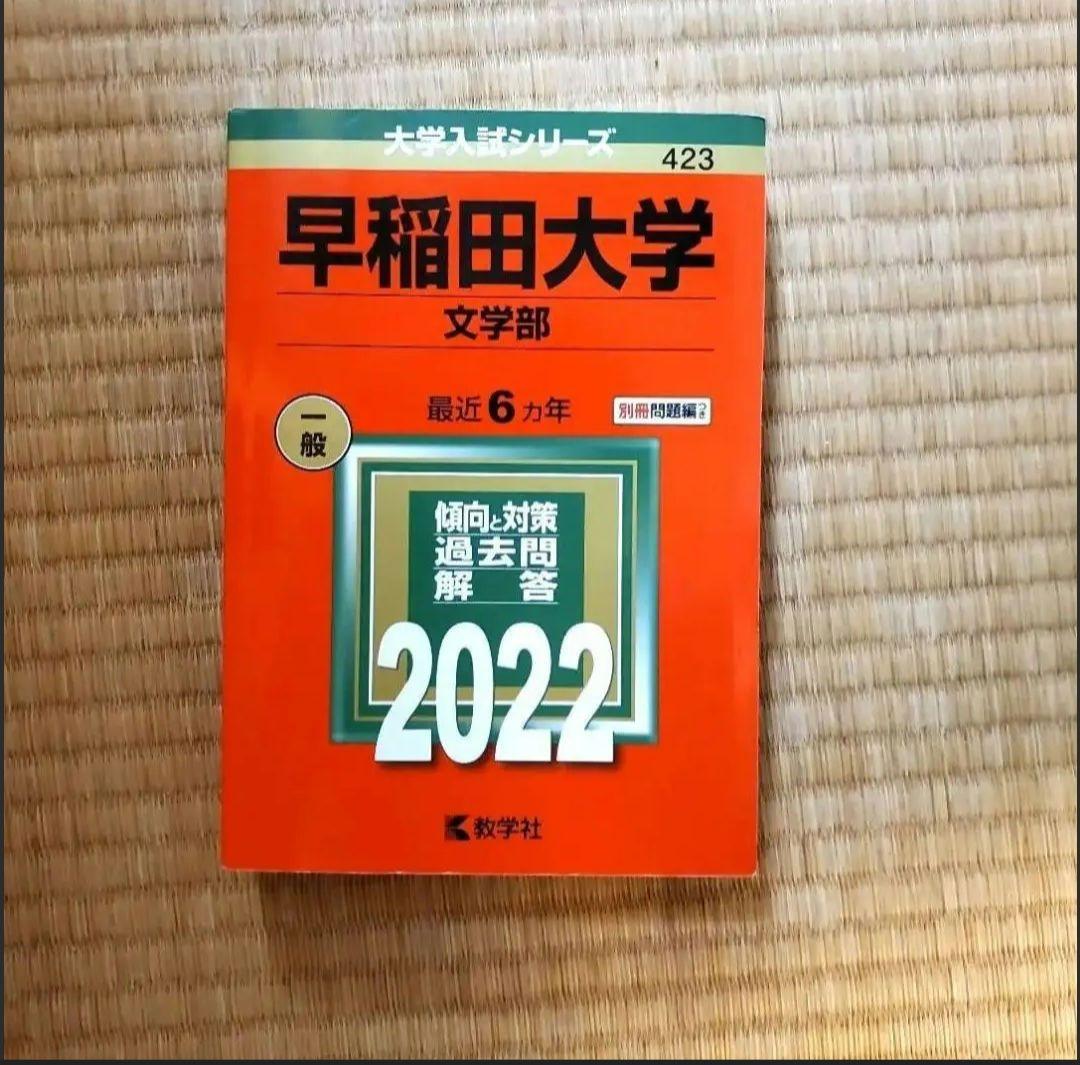 大学入試シリーズ
423
早稲田大学
文学部
最近6ヵ年
別冊問題編つき
一般
傾向と対策
過去問
解答
2022
教学社